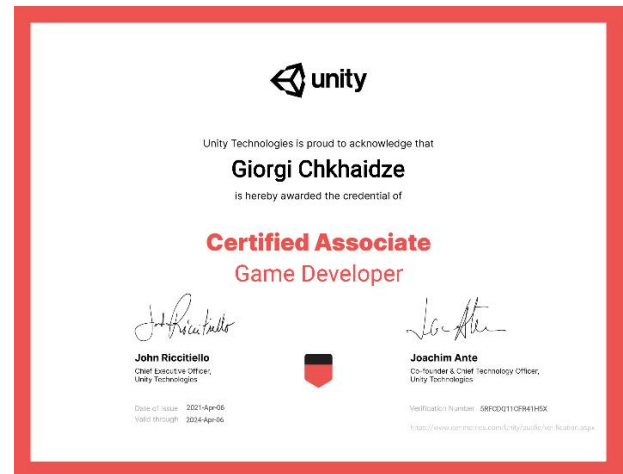 unity
Unity Technologies is proud to acknowledge that
Giorgi Chkhaidze
is hereby awarded the credential of
Certified Associate
Game Developer
John Riccitiello
Chief Executive Officer,
Unity Technologies
Joachim Ante
Co-founder & Chief Technology Officer,
Unity Technologies
Date of Issue 2021-Apr-06
Valid through 2024-Apr-06
Verification Number